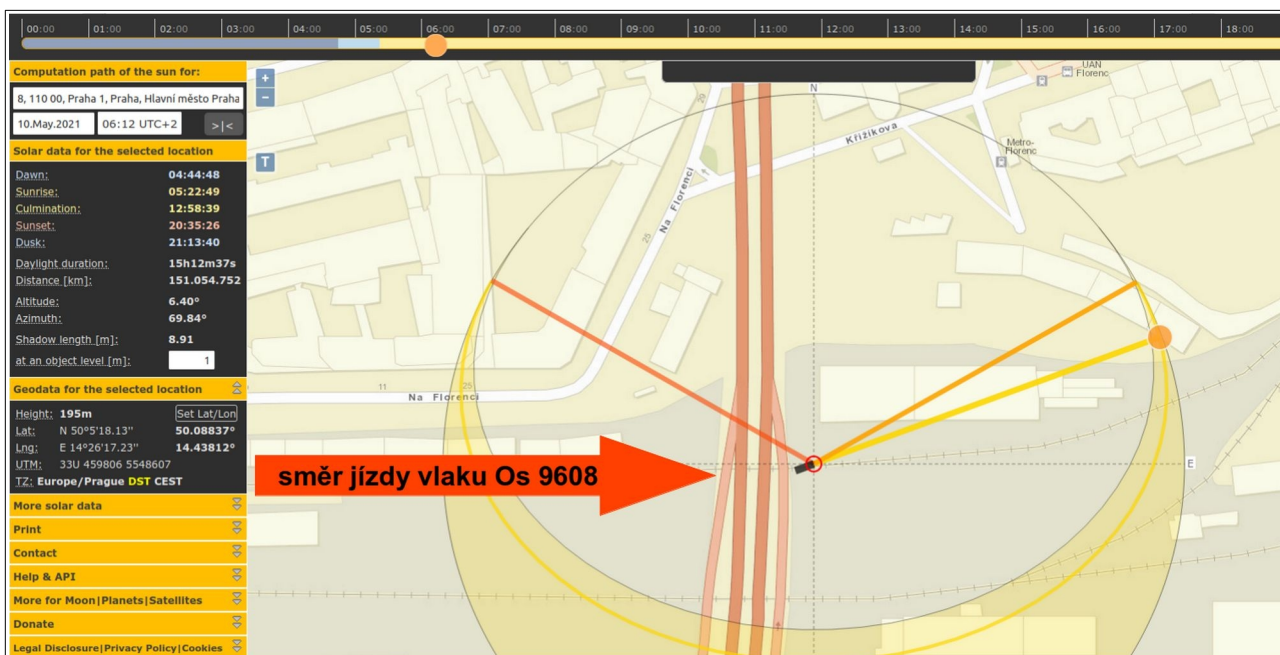 00:00 01:00 02:00 03:00 04:00 05:00 06:00 07:00 08:00 09:00 10:00 11:00 12:00 13:00 14:00 15:00 16:00 17:00 18:00
Computation path of the sun for:
8, 110 00, Praha 1, Praha, Hlavní město Praha
10.May.2021 06:12 UTC+2 >|<
Solar data for the selected location
Dawn: 04:44:48
Sunrise: 05:22:49
Culmination: 12:58:39
Sunset: 20:35:26
Dusk: 21:13:40
Daylight duration: 15h12m37s
Distance [km]: 151.054.752
Altitude: 6.40°
Azimuth: 69.84°
Shadow length [m]: 8.91
at an object level [m]: 1
Geodata for the selected location
Height: 195m Set Lat/Lon
Lat: N 50°5'18.13'' 50.08837°
Lng: E 14°26'17.23'' 14.43812°
UTM: 33U 459806 5548607
TZ: Europe/Prague DST CEST
More solar data
Print
Contact
Help & API
More for Moon|Planets|Satellites
Donate
Legal Disclosure|Privacy Policy|Cookies
+
−
T
N
UAN
Florenc
29
Křižíkova
Metro-
Florenc
Na Florenci
25
11
25
Na Florenci
E
směr jízdy vlaku Os 9608